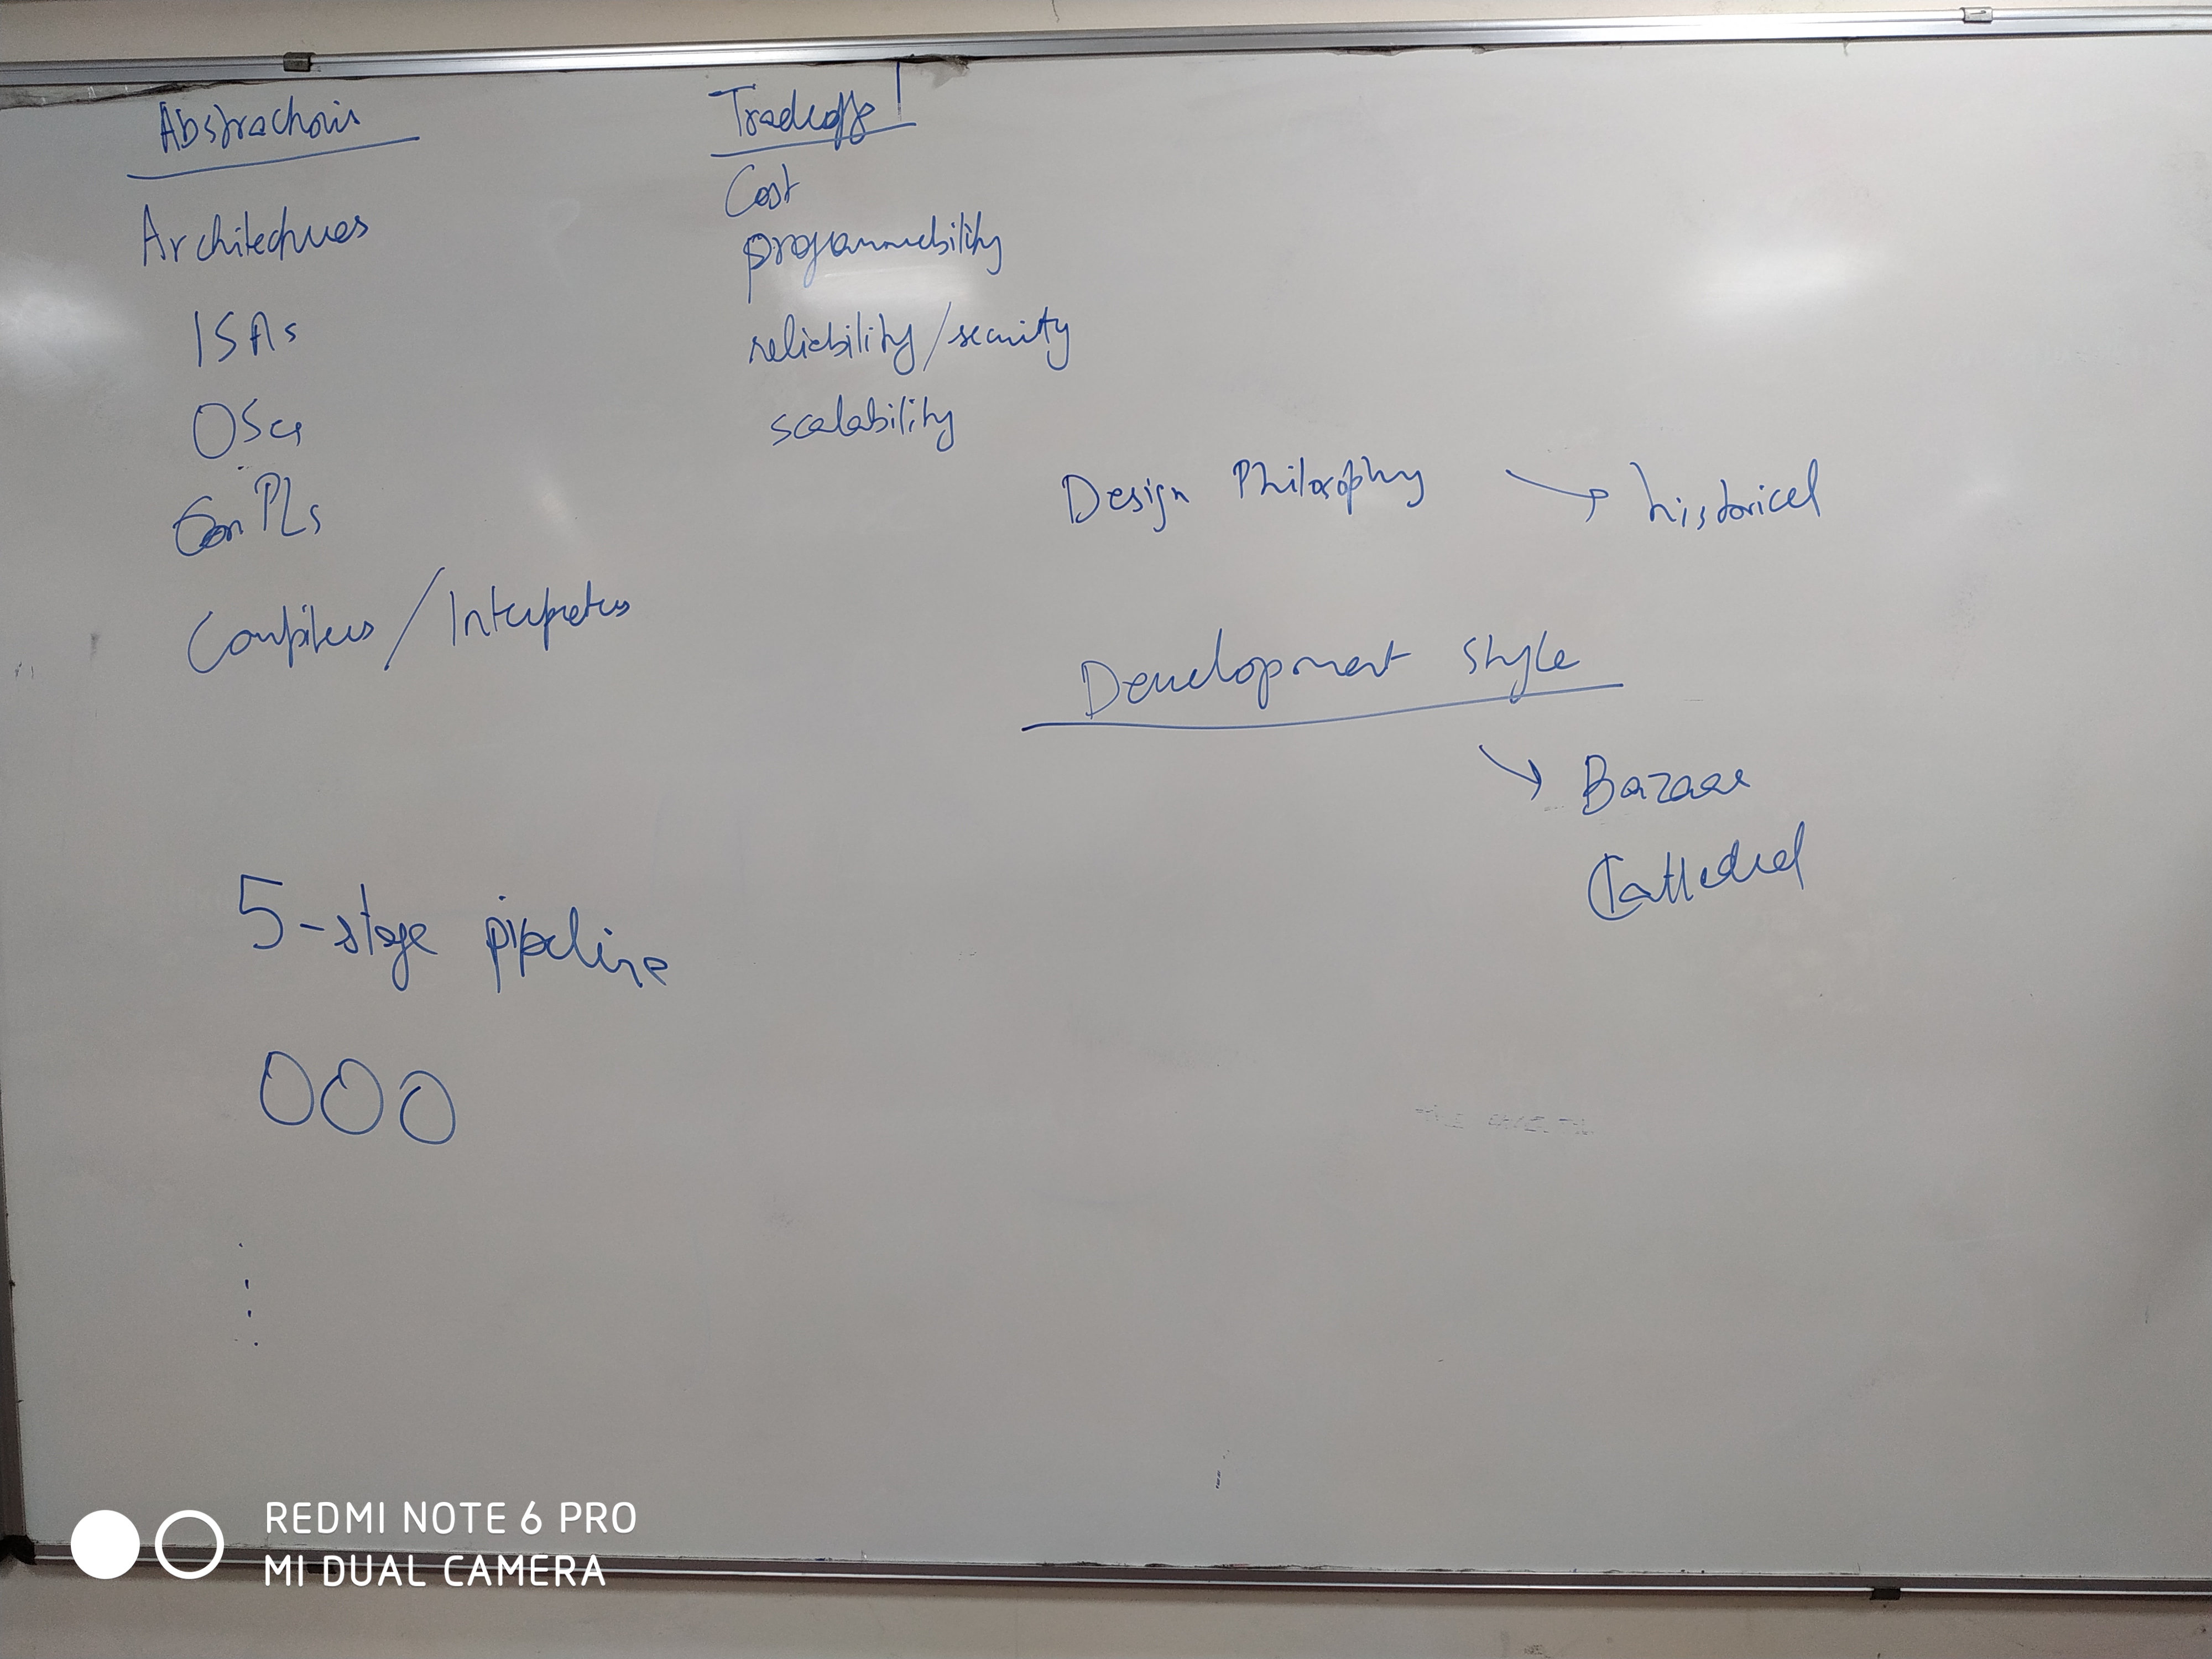 Abstractions
Architectures
ISAs
OSes
PLs
Compilers / Interpreters
5-stage pipeline
OOO
Tradeoffs!
Cost
programmability
reliability/security
scalability
Design Philosophy → historical
Development style
→ Bazaar
Cathedral
REDMI NOTE 6 PRO
MI DUAL CAMERA